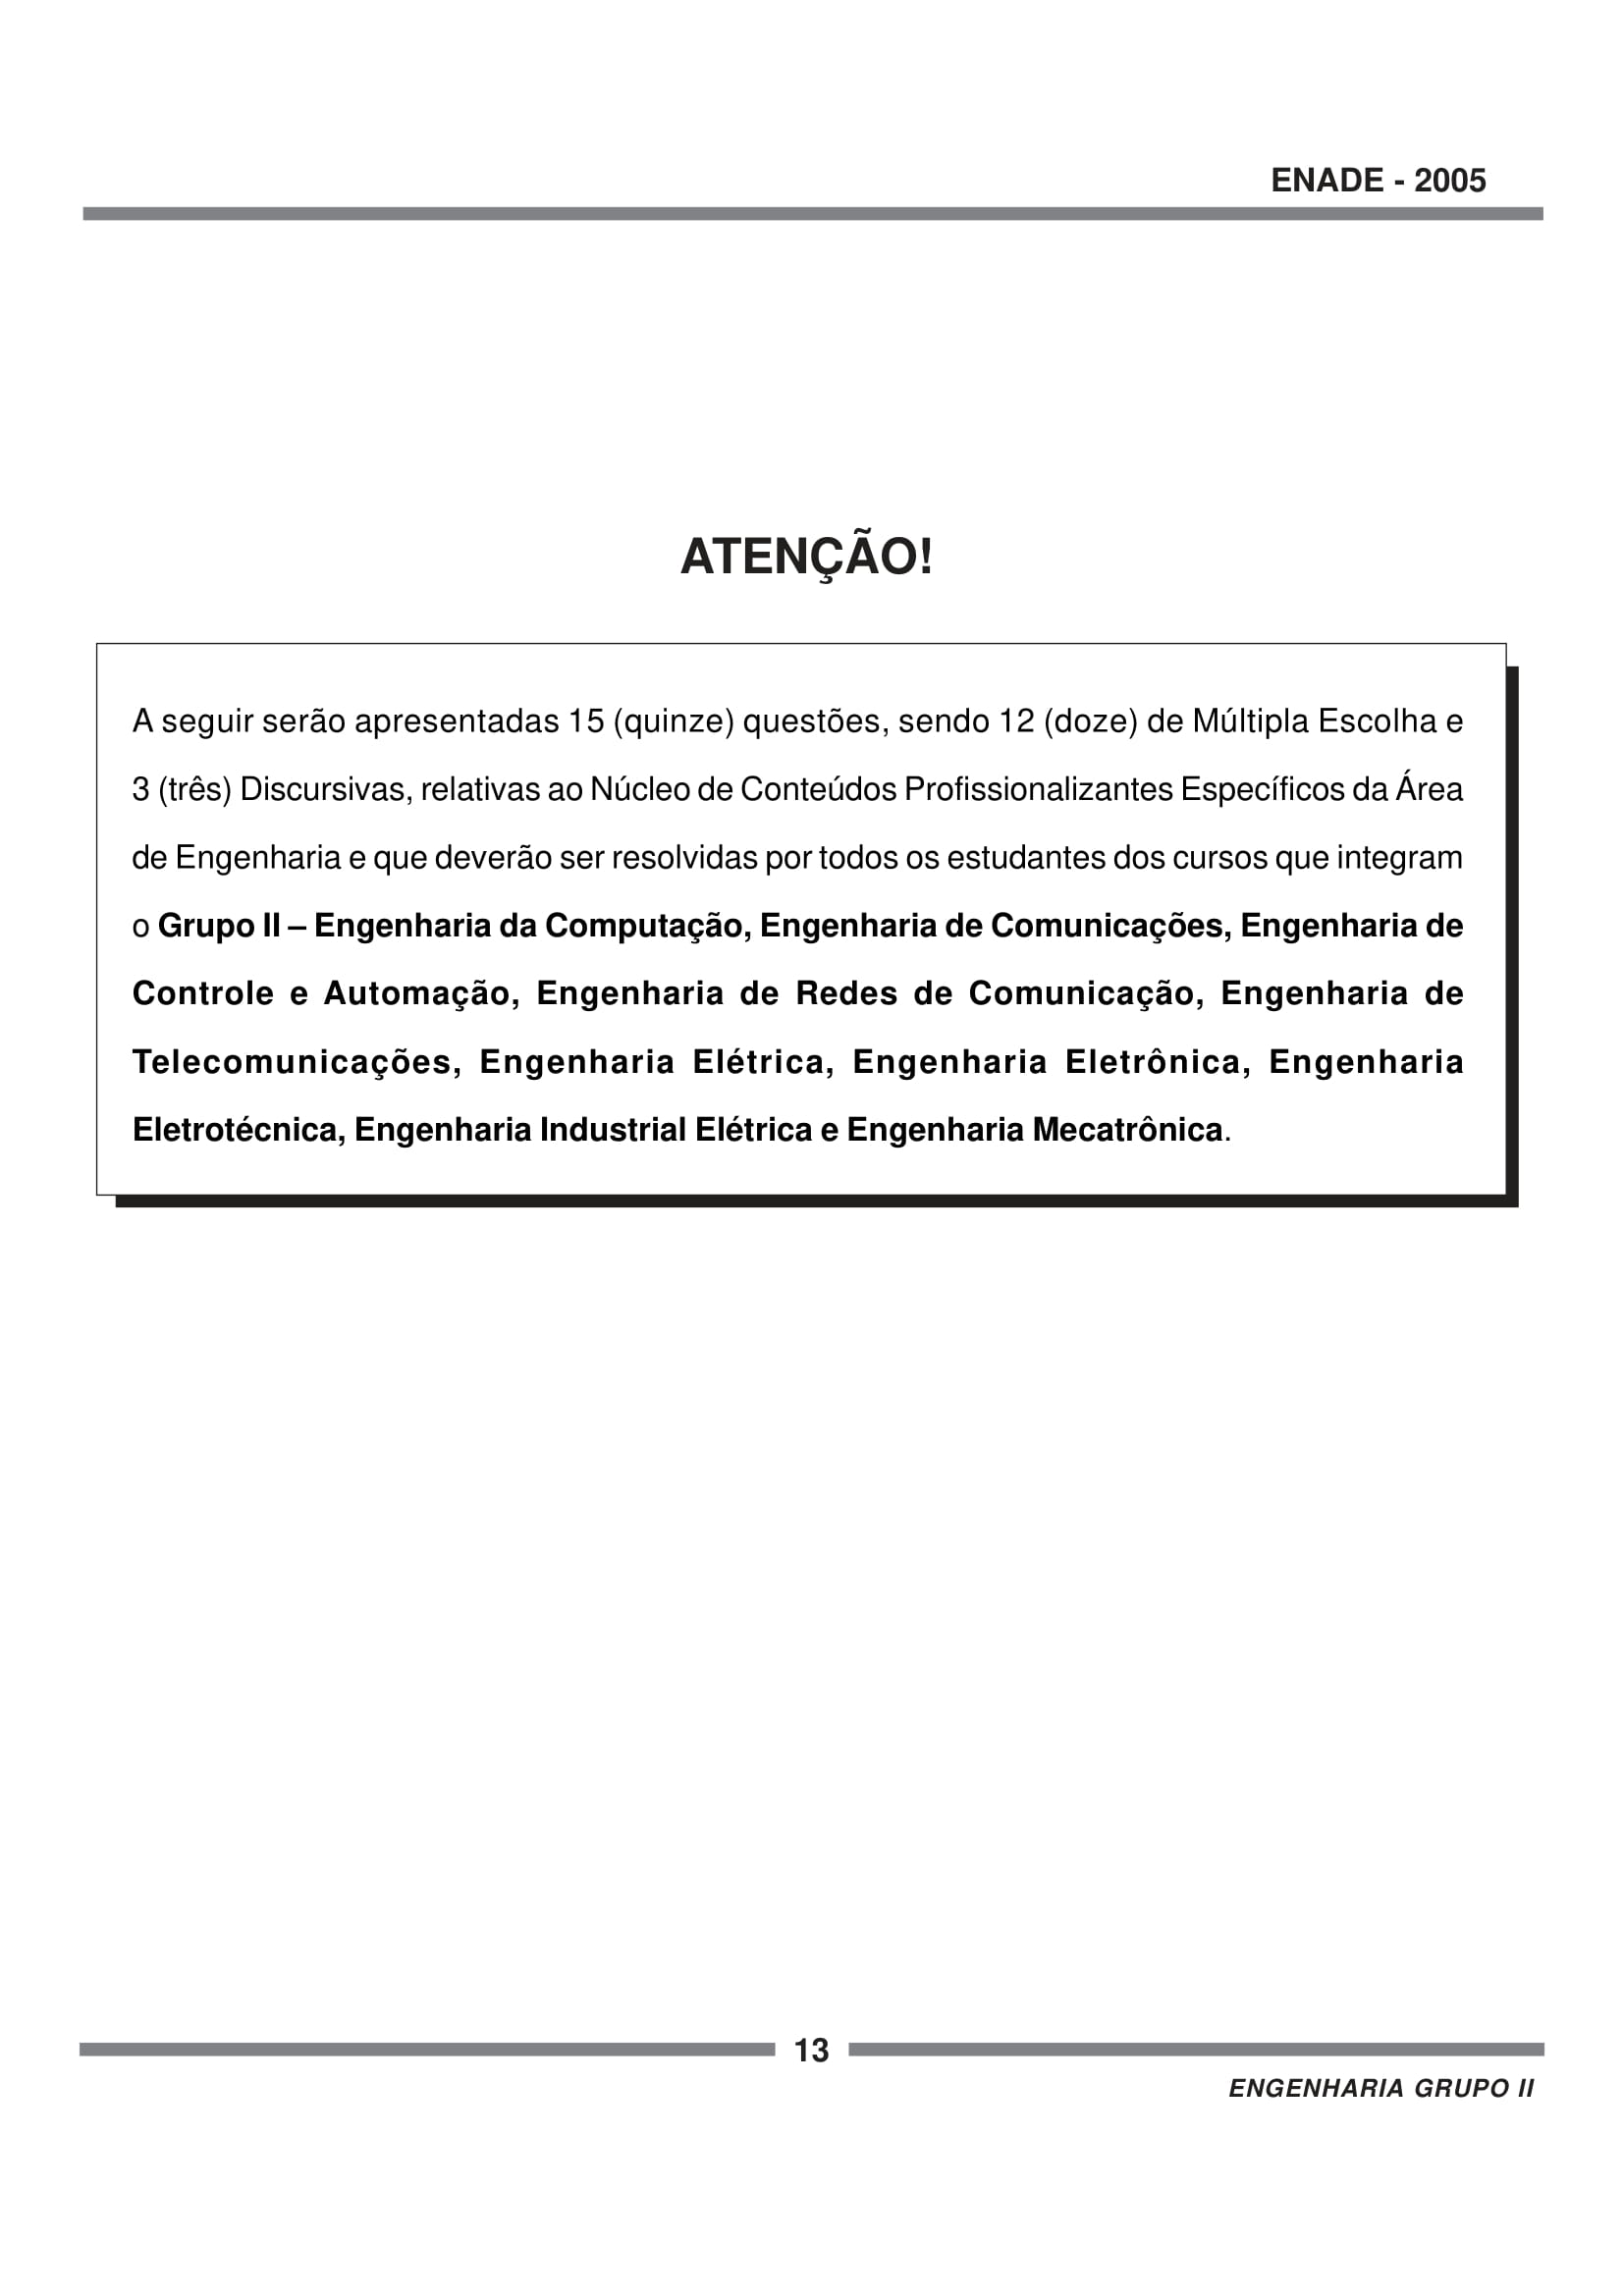 ENADE - 2005
ATENÇÃO!
A seguir serão apresentadas 15 (quinze) questões, sendo 12 (doze) de Múltipla Escolha e
3 (três) Discursivas, relativas ao Núcleo de Conteúdos Profissionalizantes Específicos da Área
de Engenharia e que deverão ser resolvidas por todos os estudantes dos cursos que integram
o Grupo II – Engenharia da Computação, Engenharia de Comunicações, Engenharia de
Controle e Automação, Engenharia de Redes de Comunicação, Engenharia de
Telecomunicações, Engenharia Elétrica, Engenharia Eletrônica, Engenharia
Eletrotécnica, Engenharia Industrial Elétrica e Engenharia Mecatrônica.
13
ENGENHARIA GRUPO II